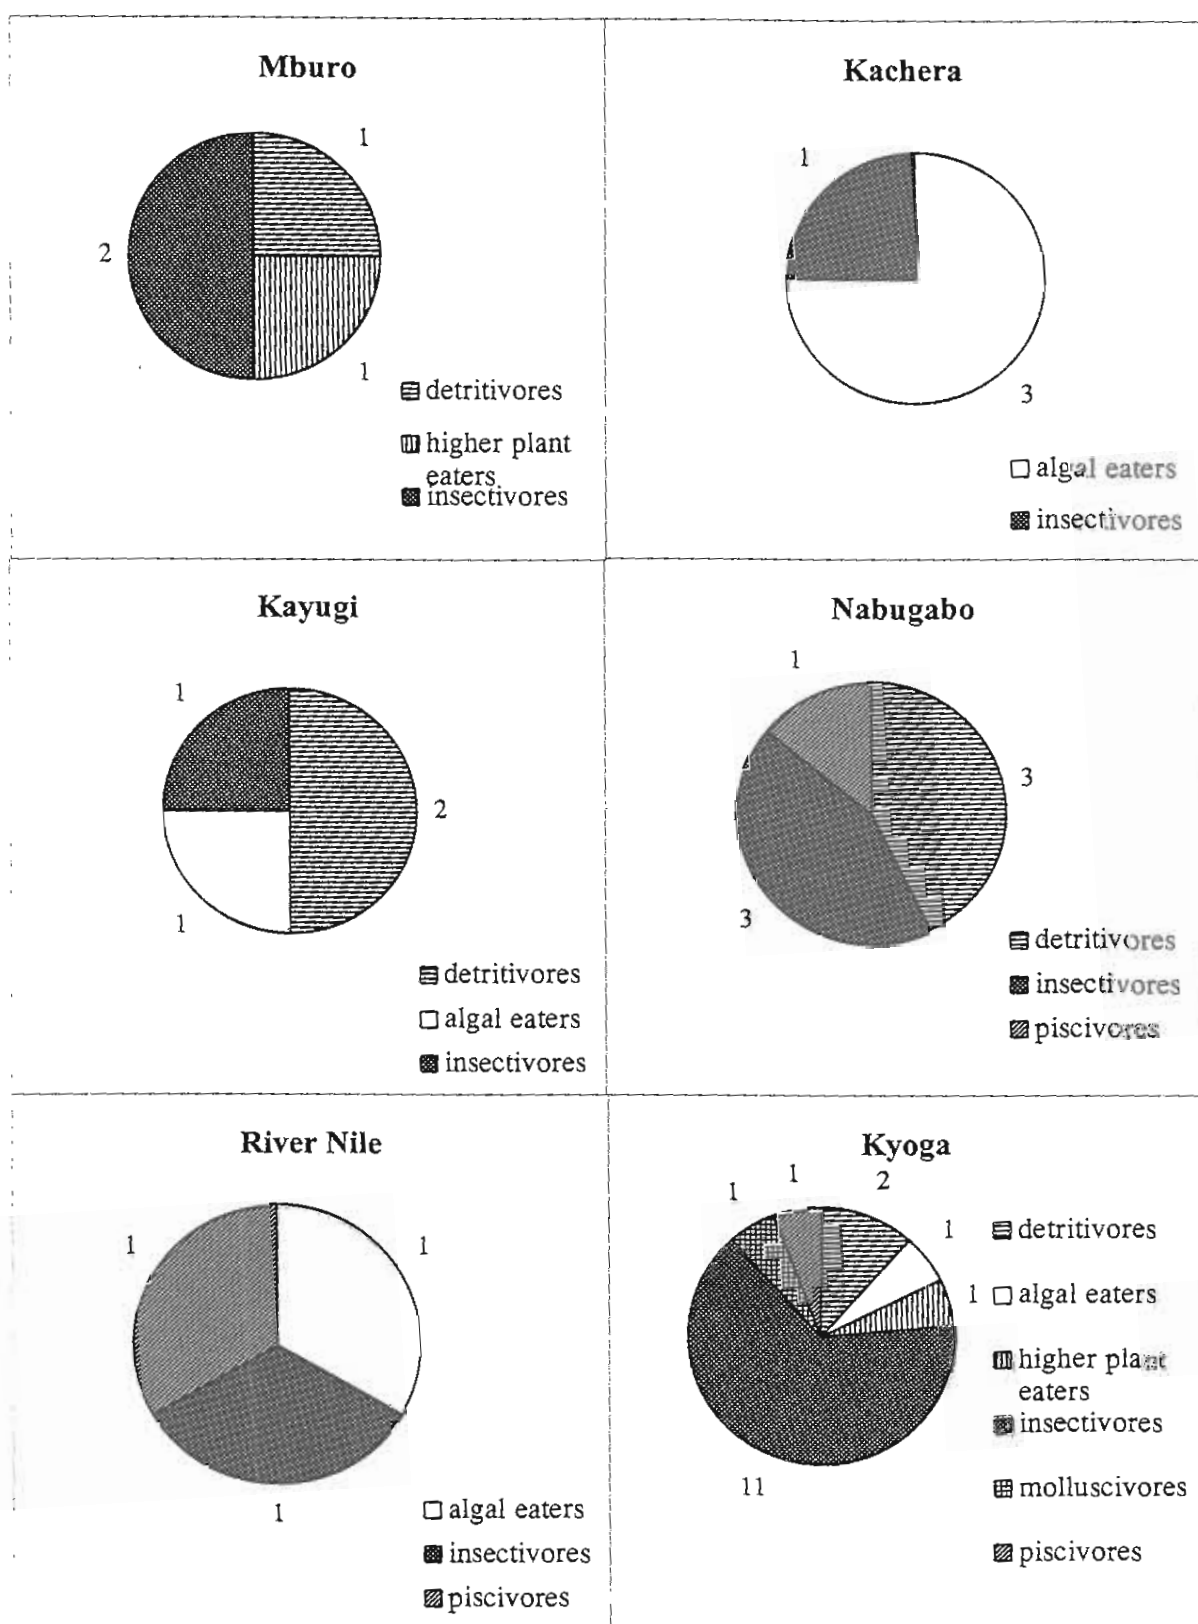 Mburo
1
2
1
detritivores
higher plant
eaters
insectivores
Kachera
1
3
algal eaters
insectivores
Kayugi
1
2
1
detritivores
algal eaters
insectivores
Nabugabo
1
3
3
detritivores
insectivores
piscivores
River Nile
1
1
1
algal eaters
insectivores
piscivores
Kyoga
1
1
2
1
1
11
detritivores
algal eaters
higher plant
eaters
insectivores
molluscivores
piscivores